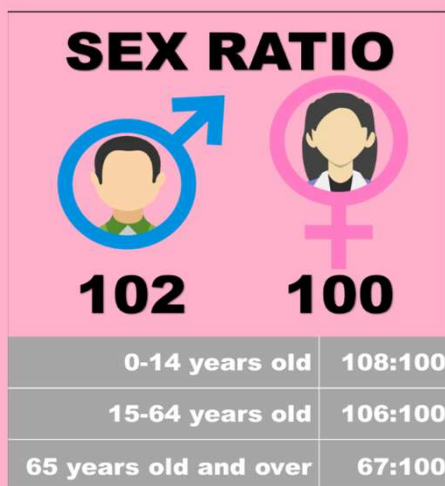 SEX RATIO
102 100
0-14 years old 108:100
15-64 years old 106:100
65 years old and over 67:100